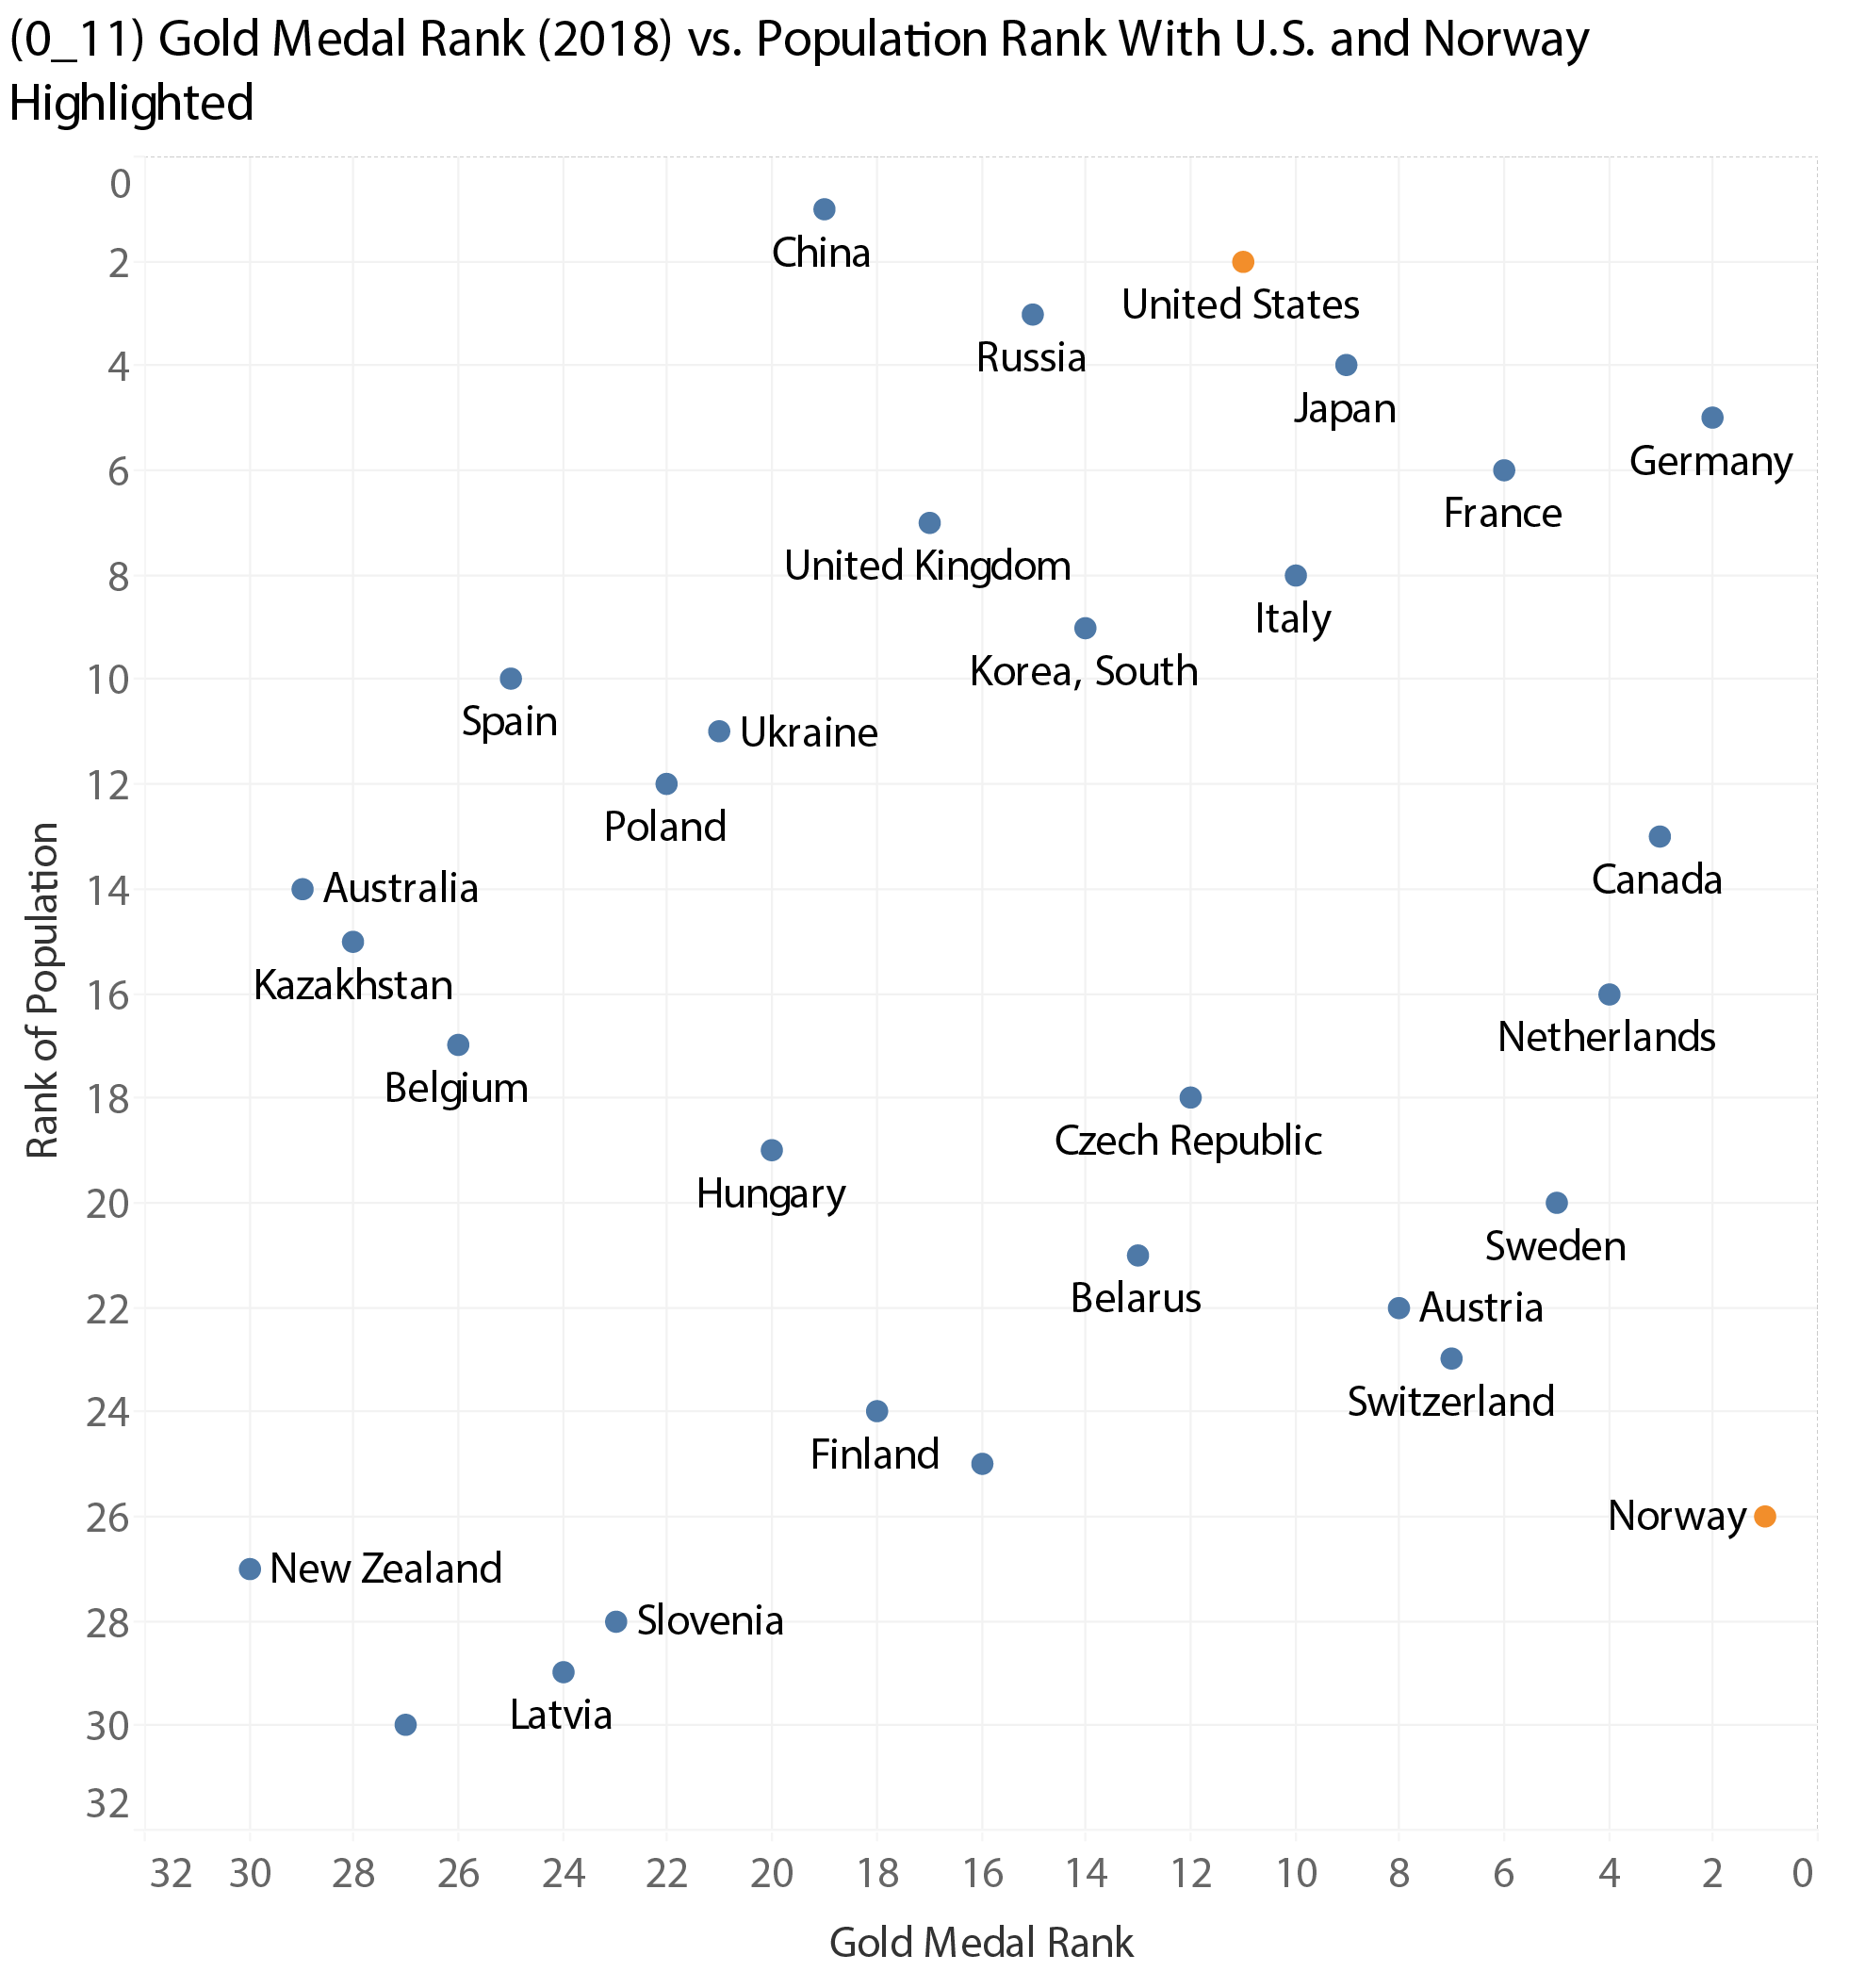 (0_11) Gold Medal Rank (2018) vs. Population Rank With U.S. and Norway
Highlighted
0
China
2
United States
Russia
4
Japan
Germany
6
France
United Kingdom
8
Italy
Korea, South
10
Spain
Ukraine
12
Poland
Canada
14
Australia
Kazakhstan
16
Netherlands
Belgium
18
Czech Republic
Hungary
20
Sweden
Belarus
22
Austria
Switzerland
24
Finland
26
Norway
New Zealand
28
Slovenia
Latvia
30
32
Rank of Population
32 30 28 26 24 22 20 18 16 14 12 10 8 6 4 2 0
Gold Medal Rank